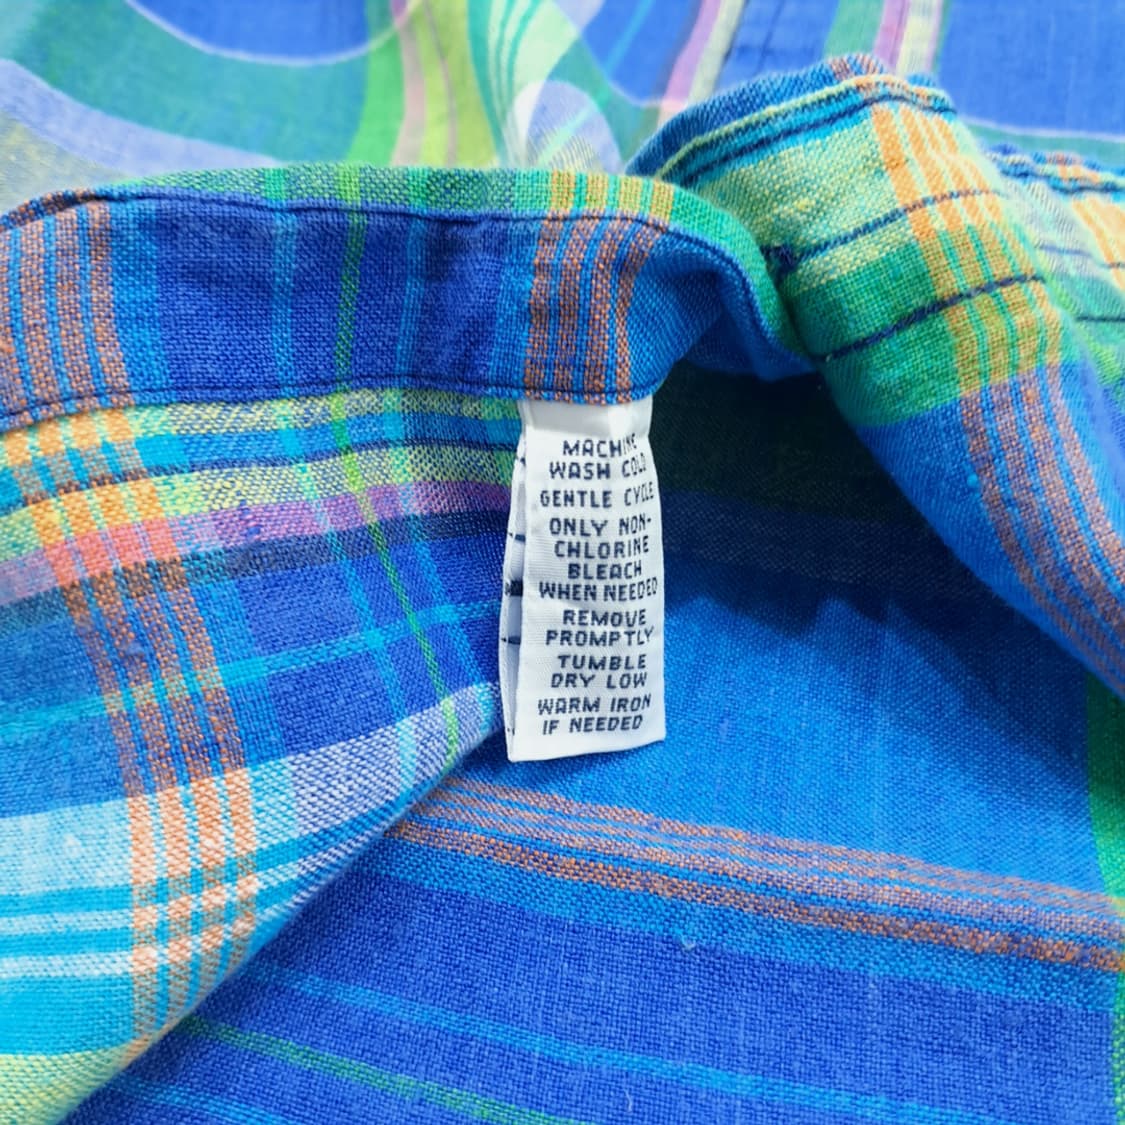 MACHINE
WASH COLD
GENTLE CYCLE
ONLY NON-
CHLORINE
BLEACH
WHEN NEEDED
REMOVE
PROMPTLY
TUMBLE
DRY LOW
WARM IRON
IF NEEDED